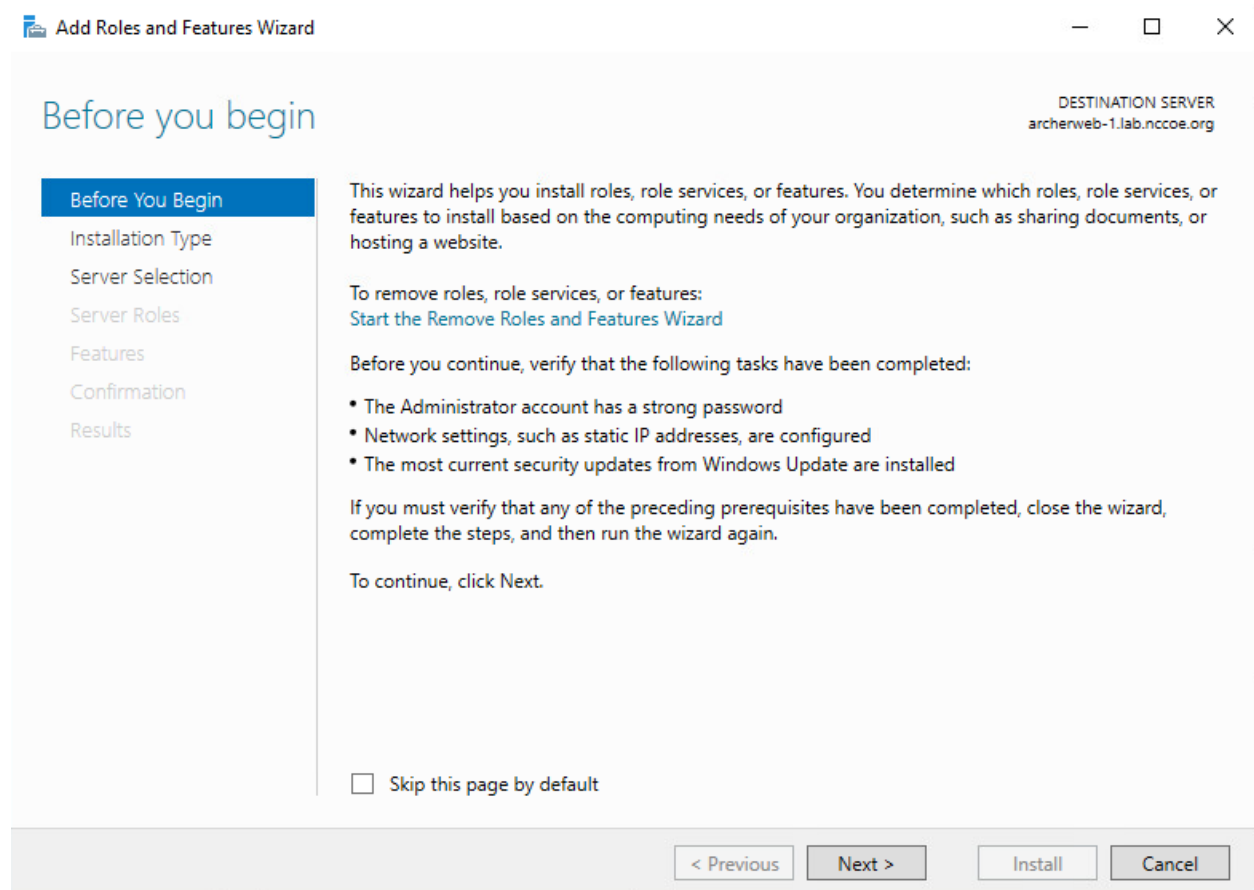 Add Roles and Features Wizard
Before you begin
DESTINATION SERVER
archerweb-1.lab.nccoe.org
Before You Begin
Installation Type
Server Selection
Server Roles
Features
Confirmation
Results
This wizard helps you install roles, role services, or features. You determine which roles, role services, or
features to install based on the computing needs of your organization, such as sharing documents, or
hosting a website.
To remove roles, role services, or features:
Start the Remove Roles and Features Wizard
Before you continue, verify that the following tasks have been completed:
• The Administrator account has a strong password
• Network settings, such as static IP addresses, are configured
• The most current security updates from Windows Update are installed
If you must verify that any of the preceding prerequisites have been completed, close the wizard,
complete the steps, and then run the wizard again.
To continue, click Next.
Skip this page by default
< Previous
Next >
Install
Cancel